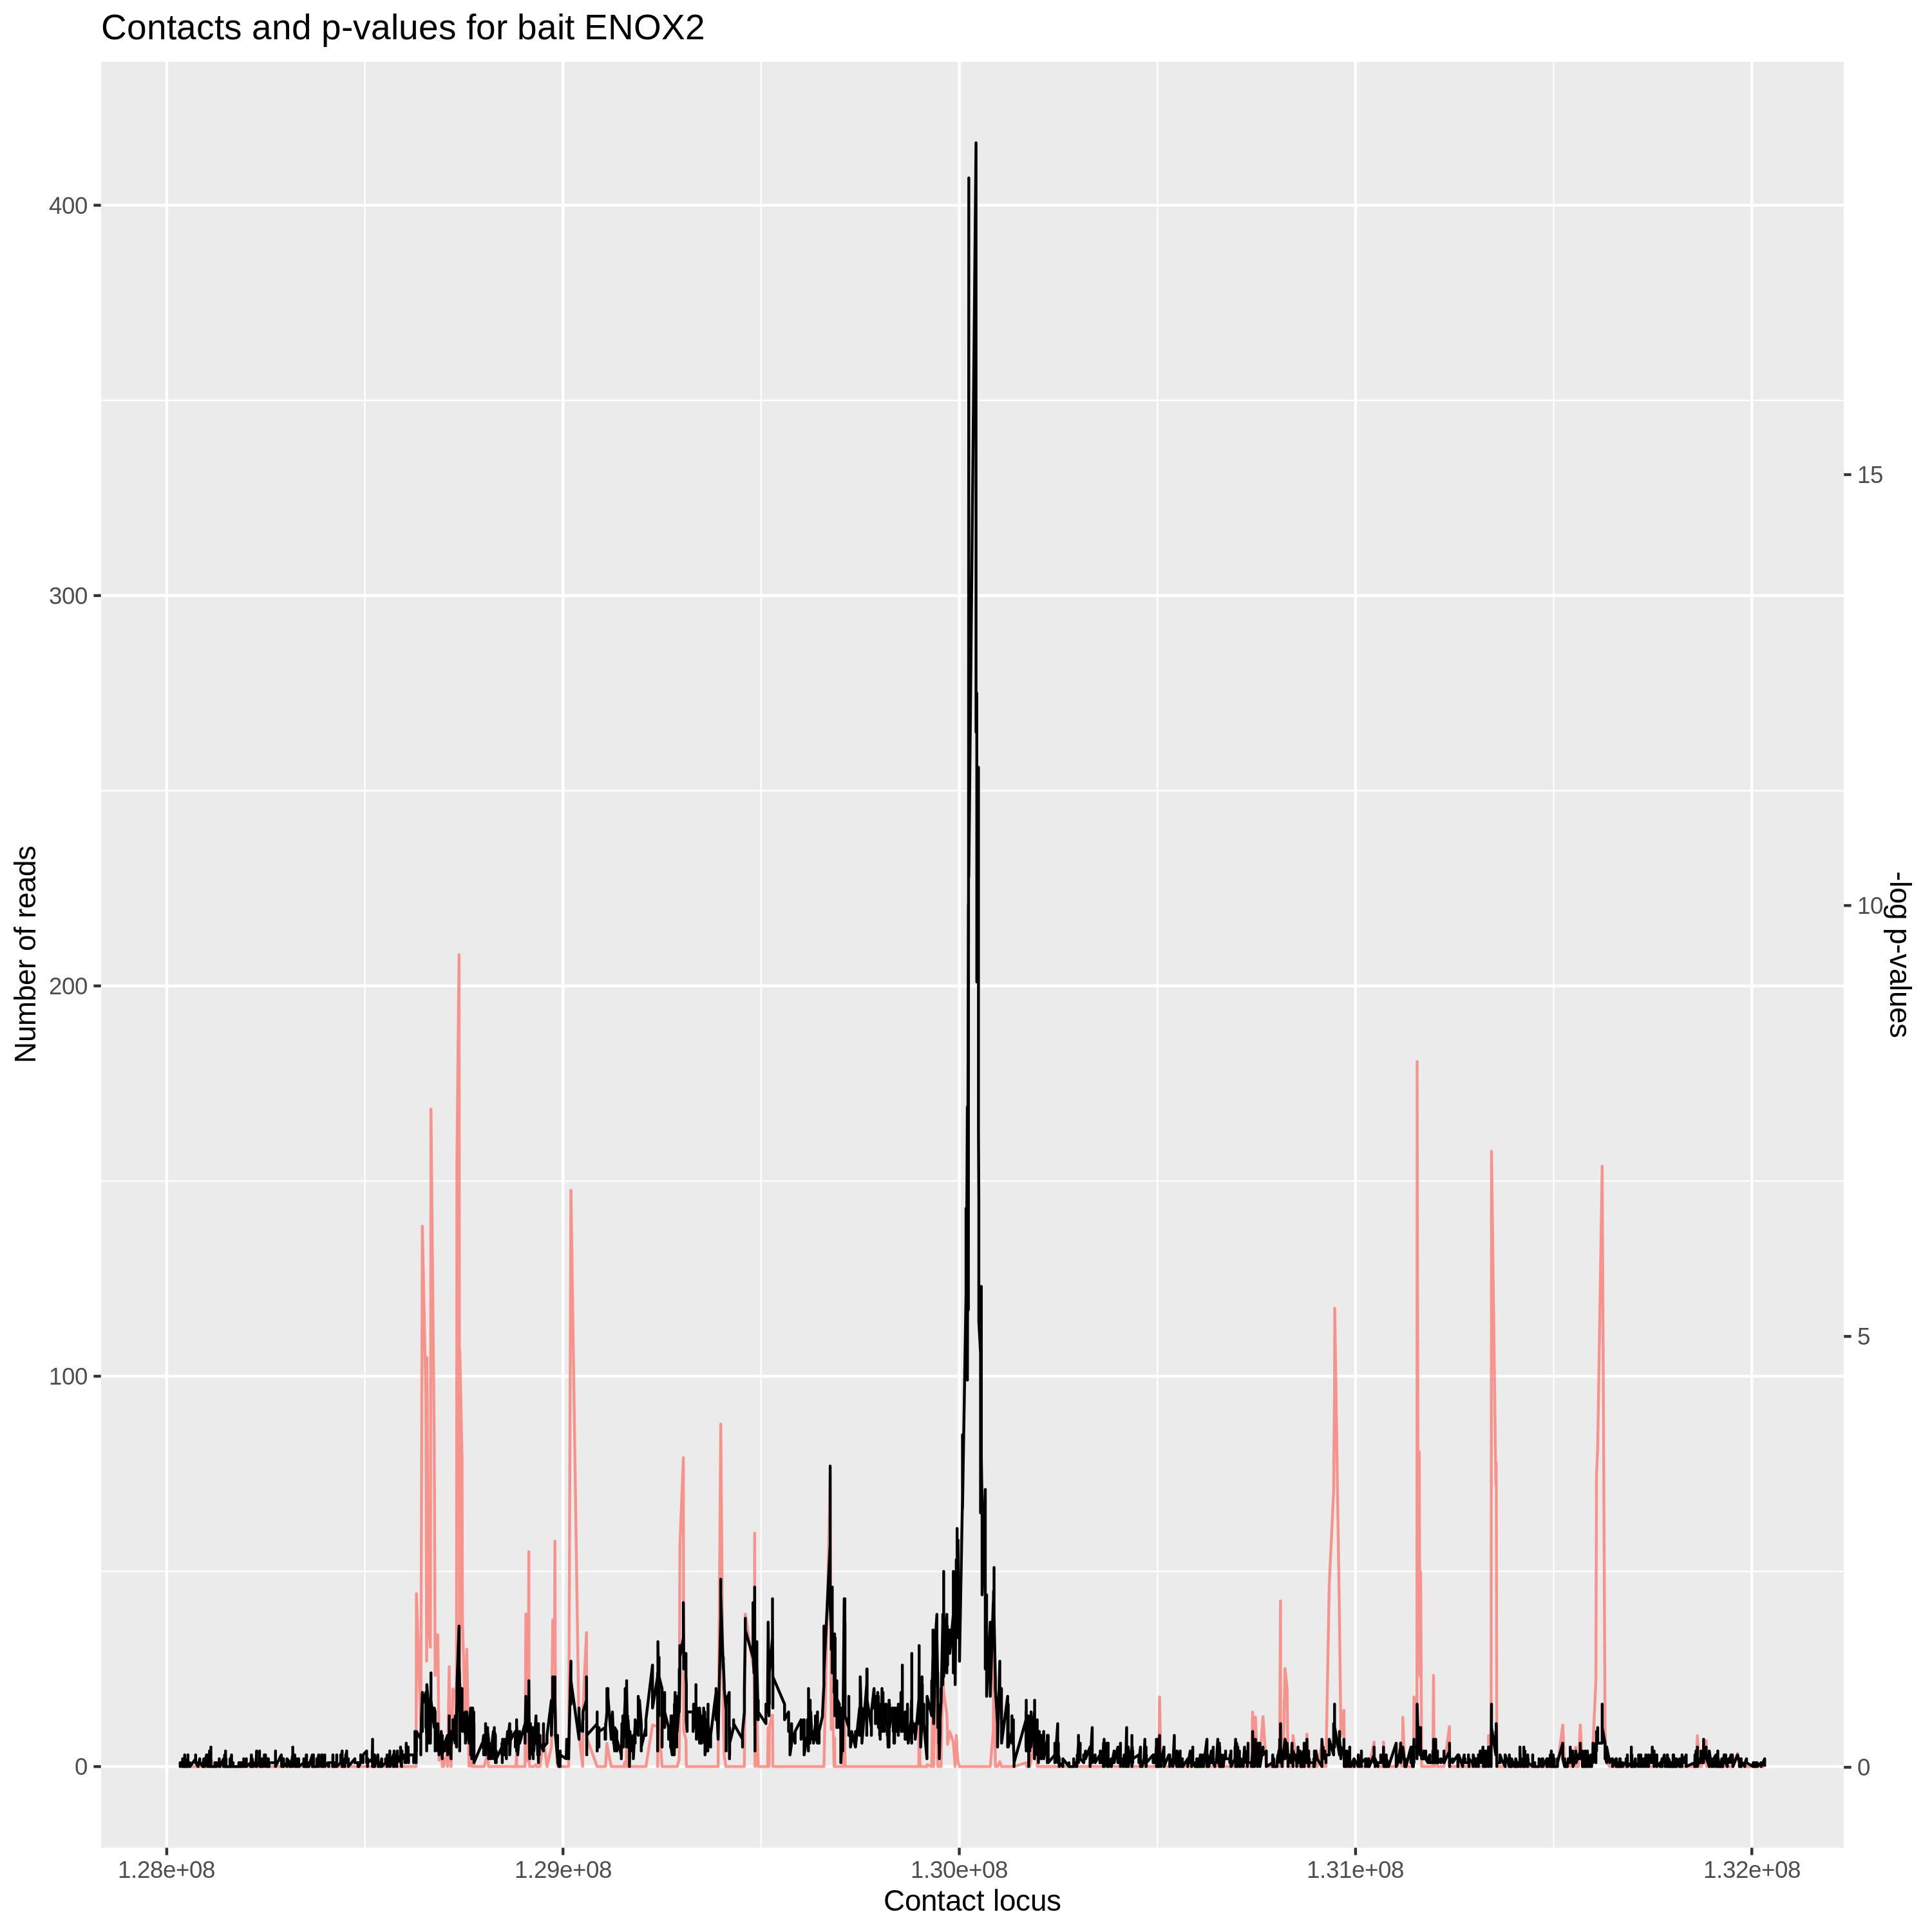 Contacts and p-values for bait ENOX2
Number of reads
400
300
200
100
0
15
10
5
0
-log p-values
1.28e+08 1.29e+08 1.30e+08 1.31e+08 1.32e+08
Contact locus